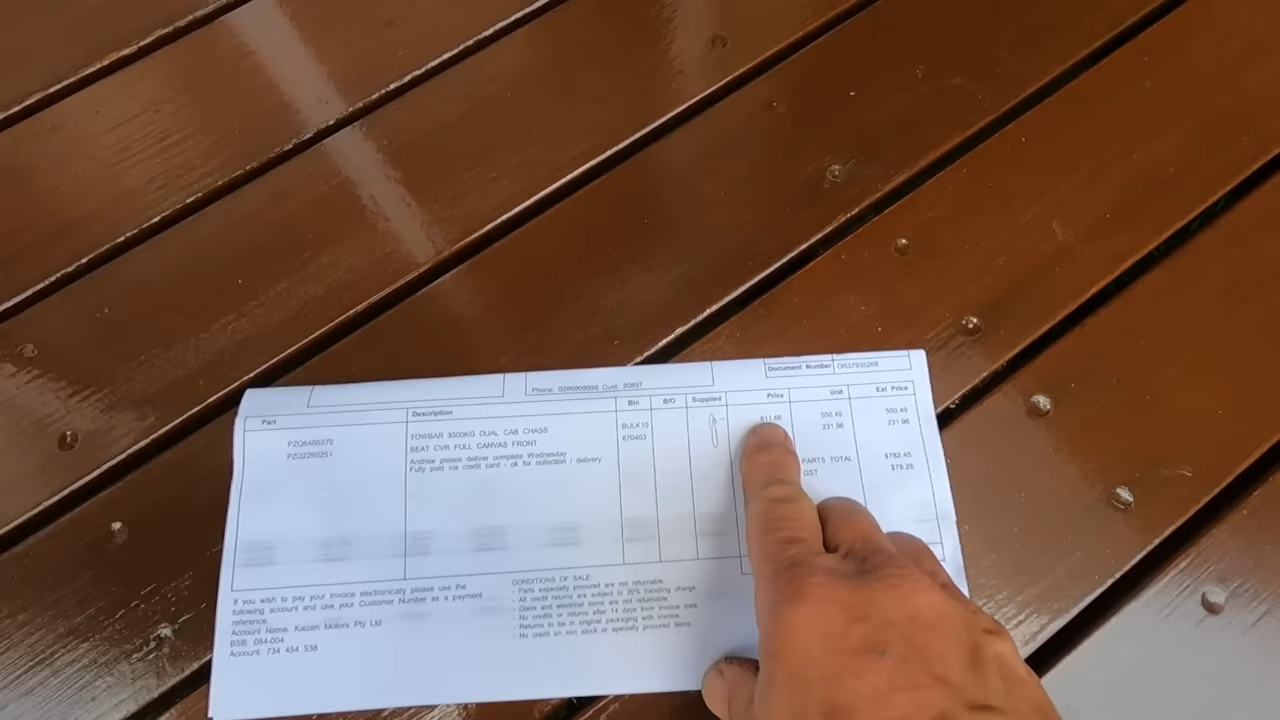 Document Number OR37935268
Phone: 0296909999 Cust: 20897
Part Description Bin B/O Supplied Price Unit Ext Price
PZQ6460370 TOWBAR 3500KG DUAL CAB CHASS BULK10 611.66 550.49 550.49
PZQ2260251 SEAT CVR FULL CANVAS FRONT 670403 231.96 231.96
Andrew please deliver complete Wednesday
Fully paid via credit card - ok for collection / delivery
PARTS TOTAL $782.45
GST $78.25
If you wish to pay your invoice electronically please use the
following account and use your Customer Number as a payment
reference.
Account Name: Kaizen Motors Pty Ltd
BSB: 084-004
Account: 734 454 538
CONDITIONS OF SALE:
- Parts especially procured are not returnable.
- All credit returns are subject to 20% handling charge
- Glass and electrical items are not returnable.
- No credits or returns after 14 days from invoice date.
- Returns to be in original packaging with invoice.
- No credit on non stock or specially procured items